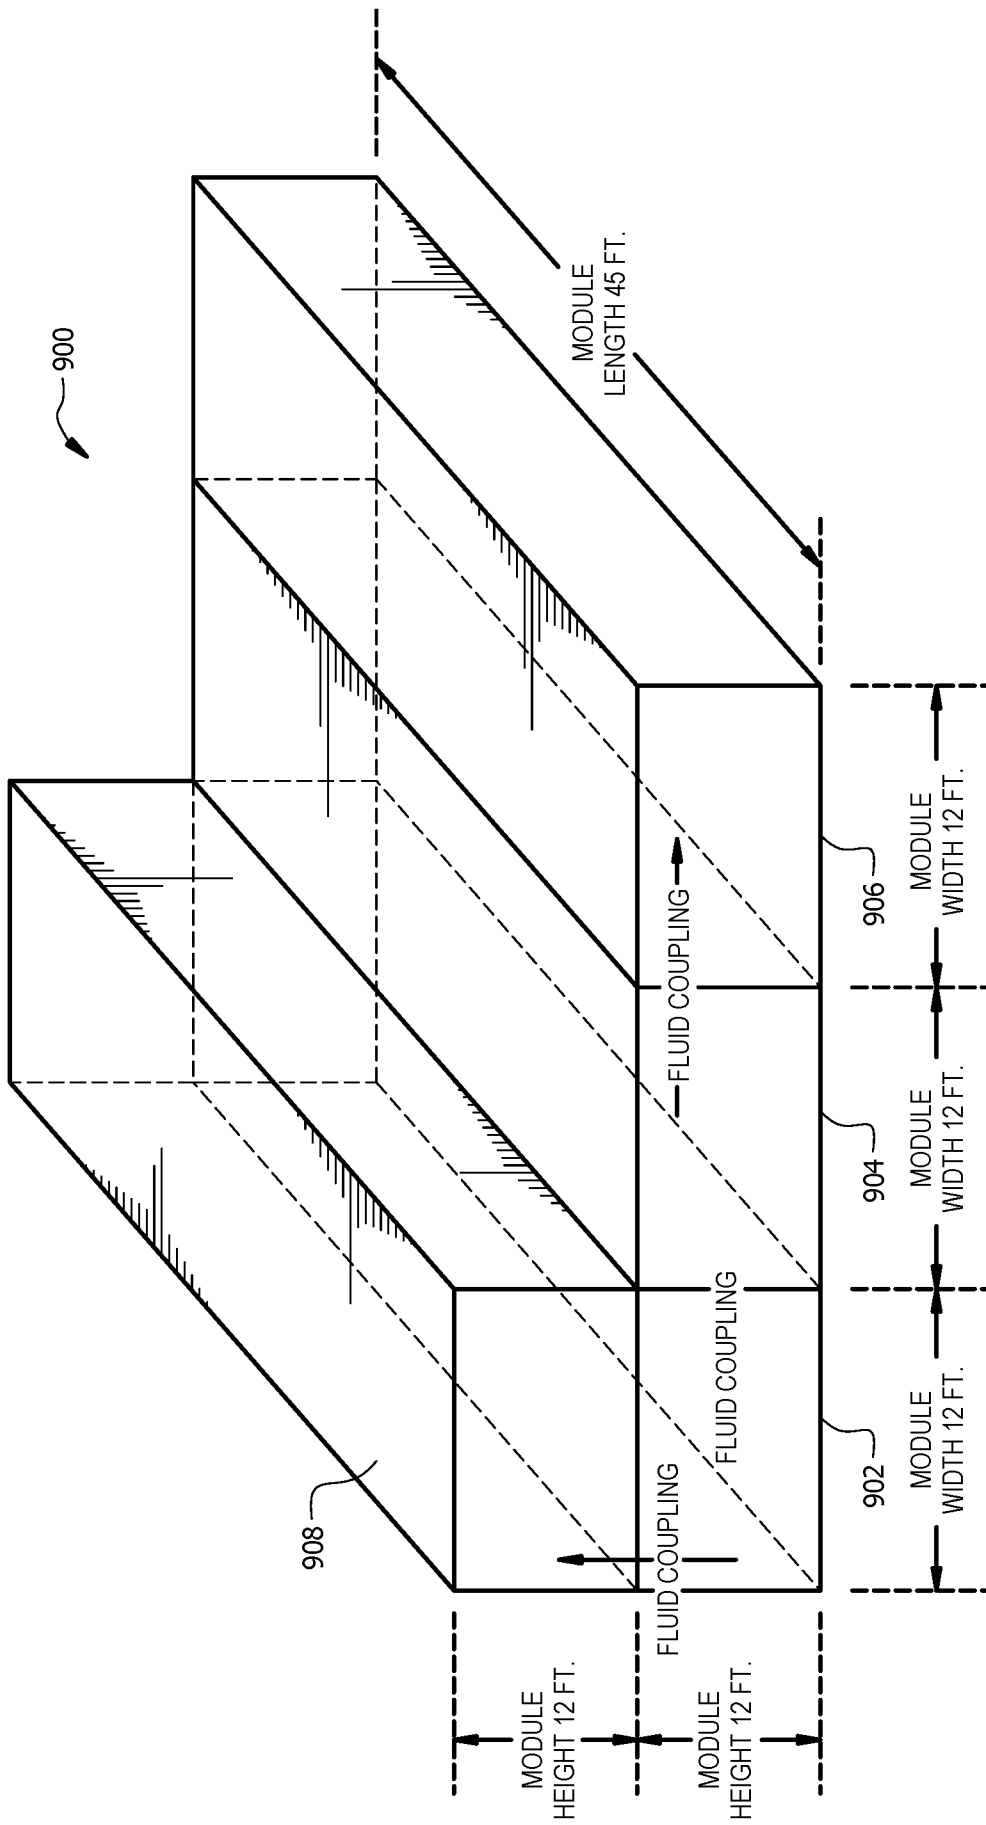 900
908
MODULE
LENGTH 45 FT.
FLUID COUPLING
FLUID COUPLING
FLUID COUPLING
MODULE
HEIGHT 12 FT.
MODULE
HEIGHT 12 FT.
902
904
906
MODULE
WIDTH 12 FT.
MODULE
WIDTH 12 FT.
MODULE
WIDTH 12 FT.